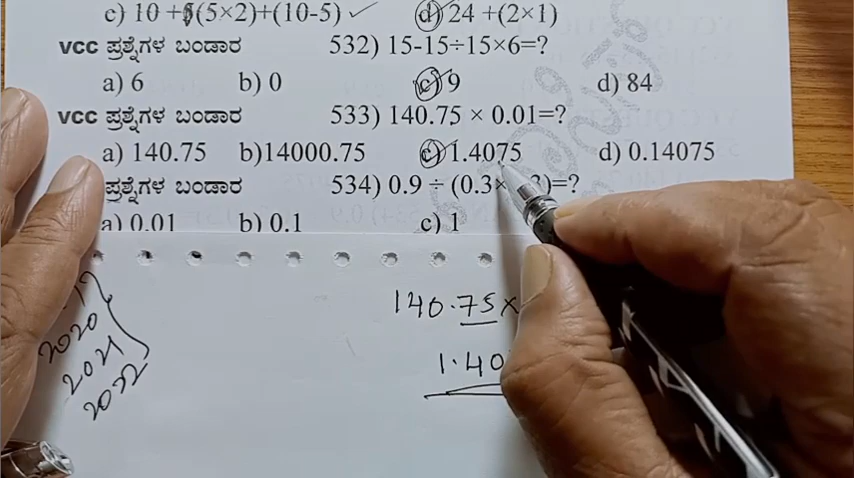 c) 10 +(5×2)+(10-5) d) 24 +(2×1)
vcc ಪ್ರಶ್ನೆಗಳ ಬಂಡಾರ 532) 15-15÷15×6=?
a) 6 b) 0 c) 9 d) 84
vcc ಪ್ರಶ್ನೆಗಳ ಬಂಡಾರ 533) 140.75 × 0.01=?
a) 140.75 b)14000.75 c) 1.4075 d) 0.14075
ಪ್ರಶ್ನೆಗಳ ಬಂಡಾರ 534) 0.9 ÷ (0.3× 3)=?
a) 0.01 b) 0.1 c) 1
140.75 ×
1.40
2020
2021
2022